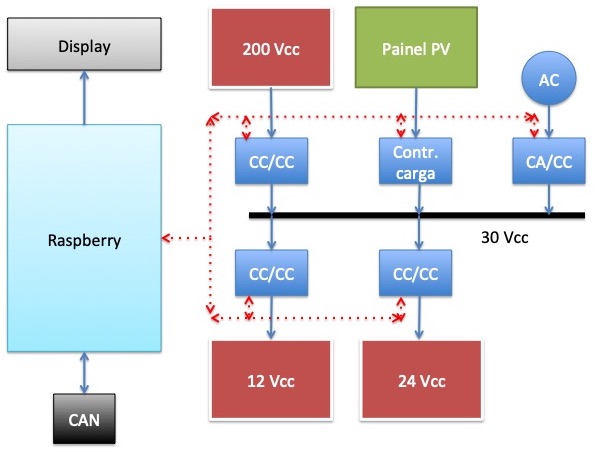 Display
200 Vcc
Painel PV
AC
CC/CC
Contr.
carga
CA/CC
Raspberry
30 Vcc
CC/CC
CC/CC
12 Vcc
24 Vcc
CAN